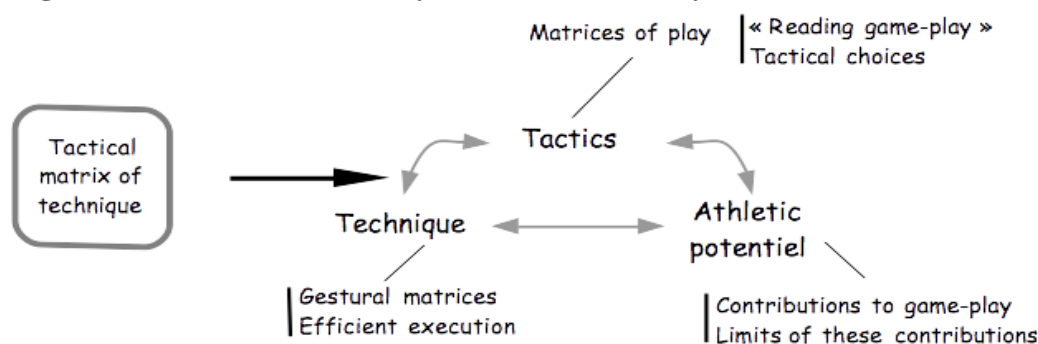 Matrices of play
« Reading game-play »
Tactical choices
Tactics
Tactical
matrix of
technique
Technique
Athletic
potentiel
Gestural matrices
Efficient execution
Contributions to game-play
Limits of these contributions